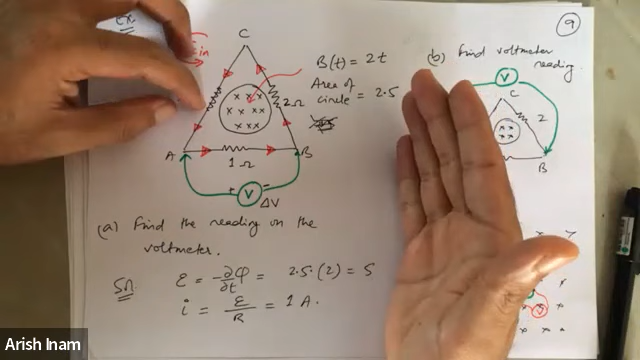 Ex.
9
E in
C
B(t) = 2t
Area of
circle = 2.5
2Ω
A
B
1 Ω
+ V −
ΔV
(b) Find voltmeter
reading.
V
C
2
B
(a) Find the reading on the
voltmeter.
Sol
ε = -∂φ/∂t = 2.5.(2) = 5
i = ε/R = 1 A.
Arish Inam